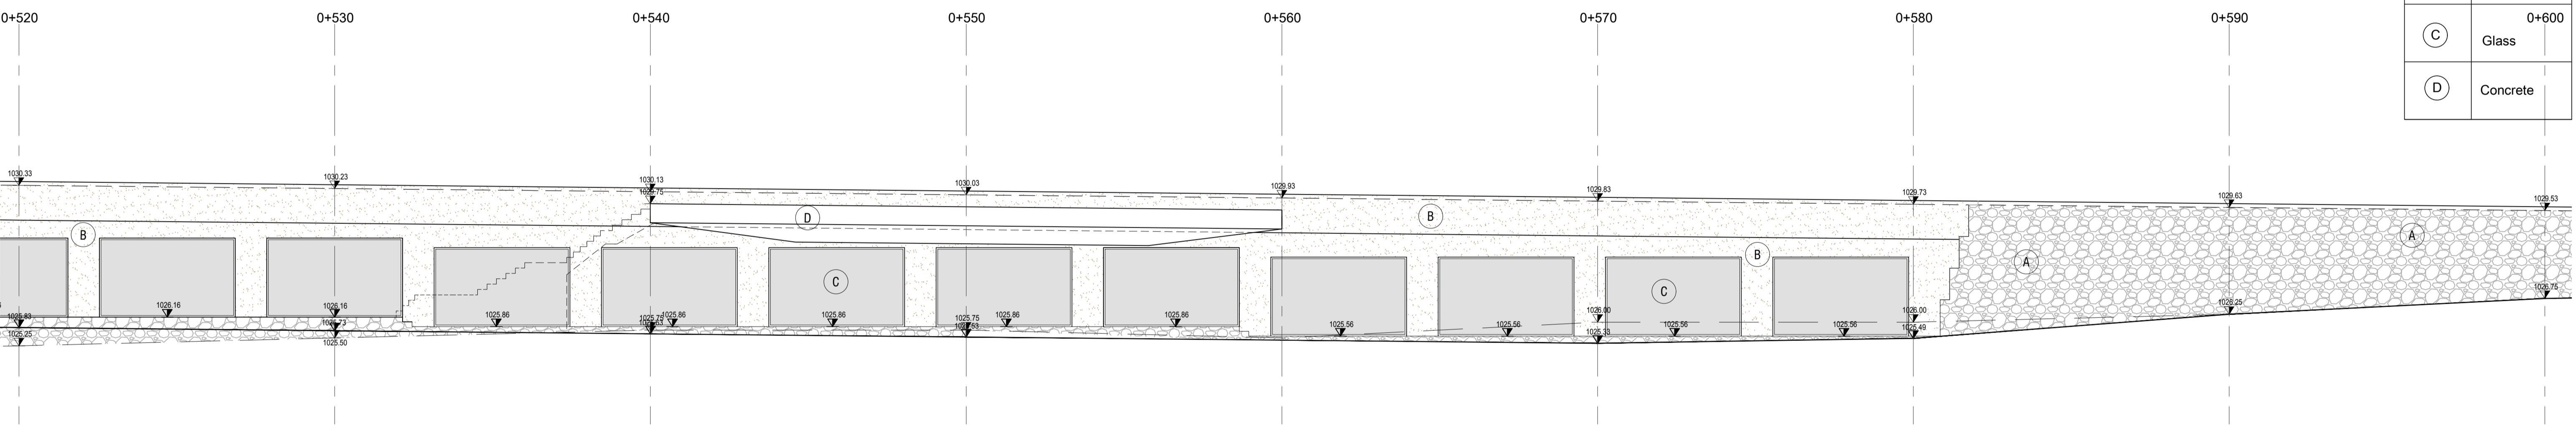 0+520 0+530 0+540 0+550 0+560 0+570 0+580 0+590 0+600
C Glass
D Concrete
1030.33 1030.23 1030.13 1030.03 1029.93 1029.83 1029.73 1029.63 1029.53
1029.75
D B
B A
B A
C C
1026.16 1026.16 1026.25 1026.75
1025.83 1025.86 1025.75 1025.86 1025.86 1025.75 1025.86 1025.86 1026.00 1026.00
1025.56 1025.56 1025.56 1025.56 1025.49
1025.25 1025.50 1025.33